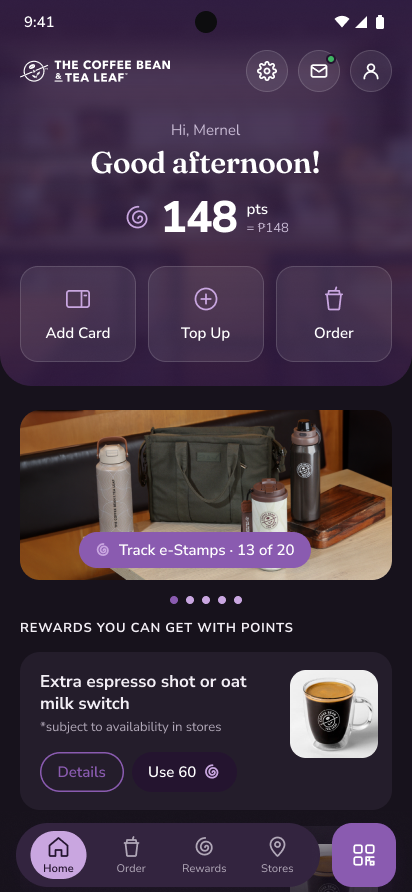 9:41
THE COFFEE BEAN
& TEA LEAF
Hi, Mernel
Good afternoon!
148 pts
= ₱148
Add Card
Top Up
Order
Track e-Stamps · 13 of 20
REWARDS YOU CAN GET WITH POINTS
Extra espresso shot or oat
milk switch
*subject to availability in stores
Details
Use 60
Home
Order
Rewards
Stores